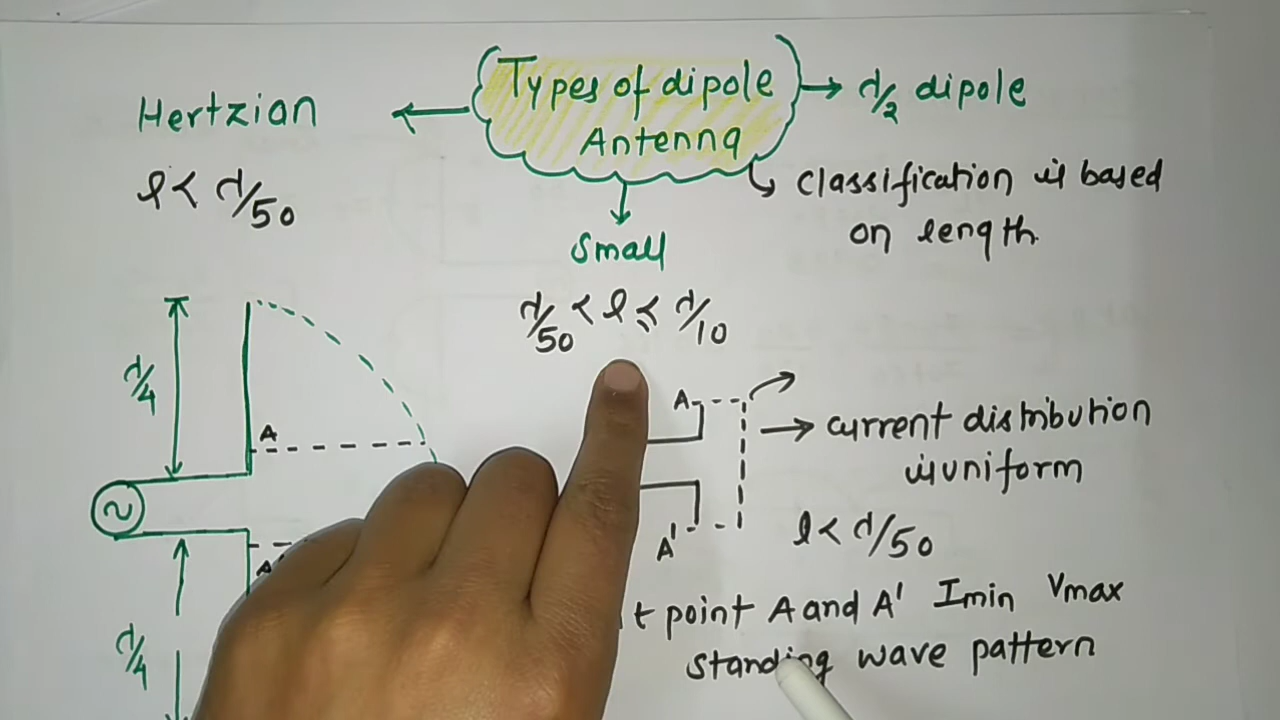 Types of dipole
Antenna
Hertzian
l < λ/50
λ/2 dipole
classification is based
on length
Small
λ/50 < l ≤ λ/10
λ/4
A
A
current distribution
is uniform
A'
l < λ/50
~
t point A and A' Imin Vmax
standing wave pattern
λ/4